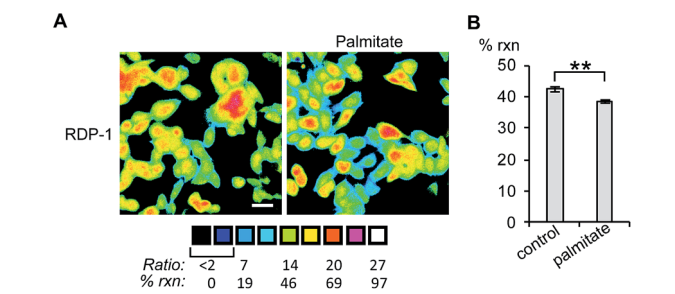 A
Palmitate
RDP-1
Ratio: <2 7 14 20 27
% rxn: 0 19 46 69 97
B
% rxn
50
**
40
30
20
10
0
control palmitate